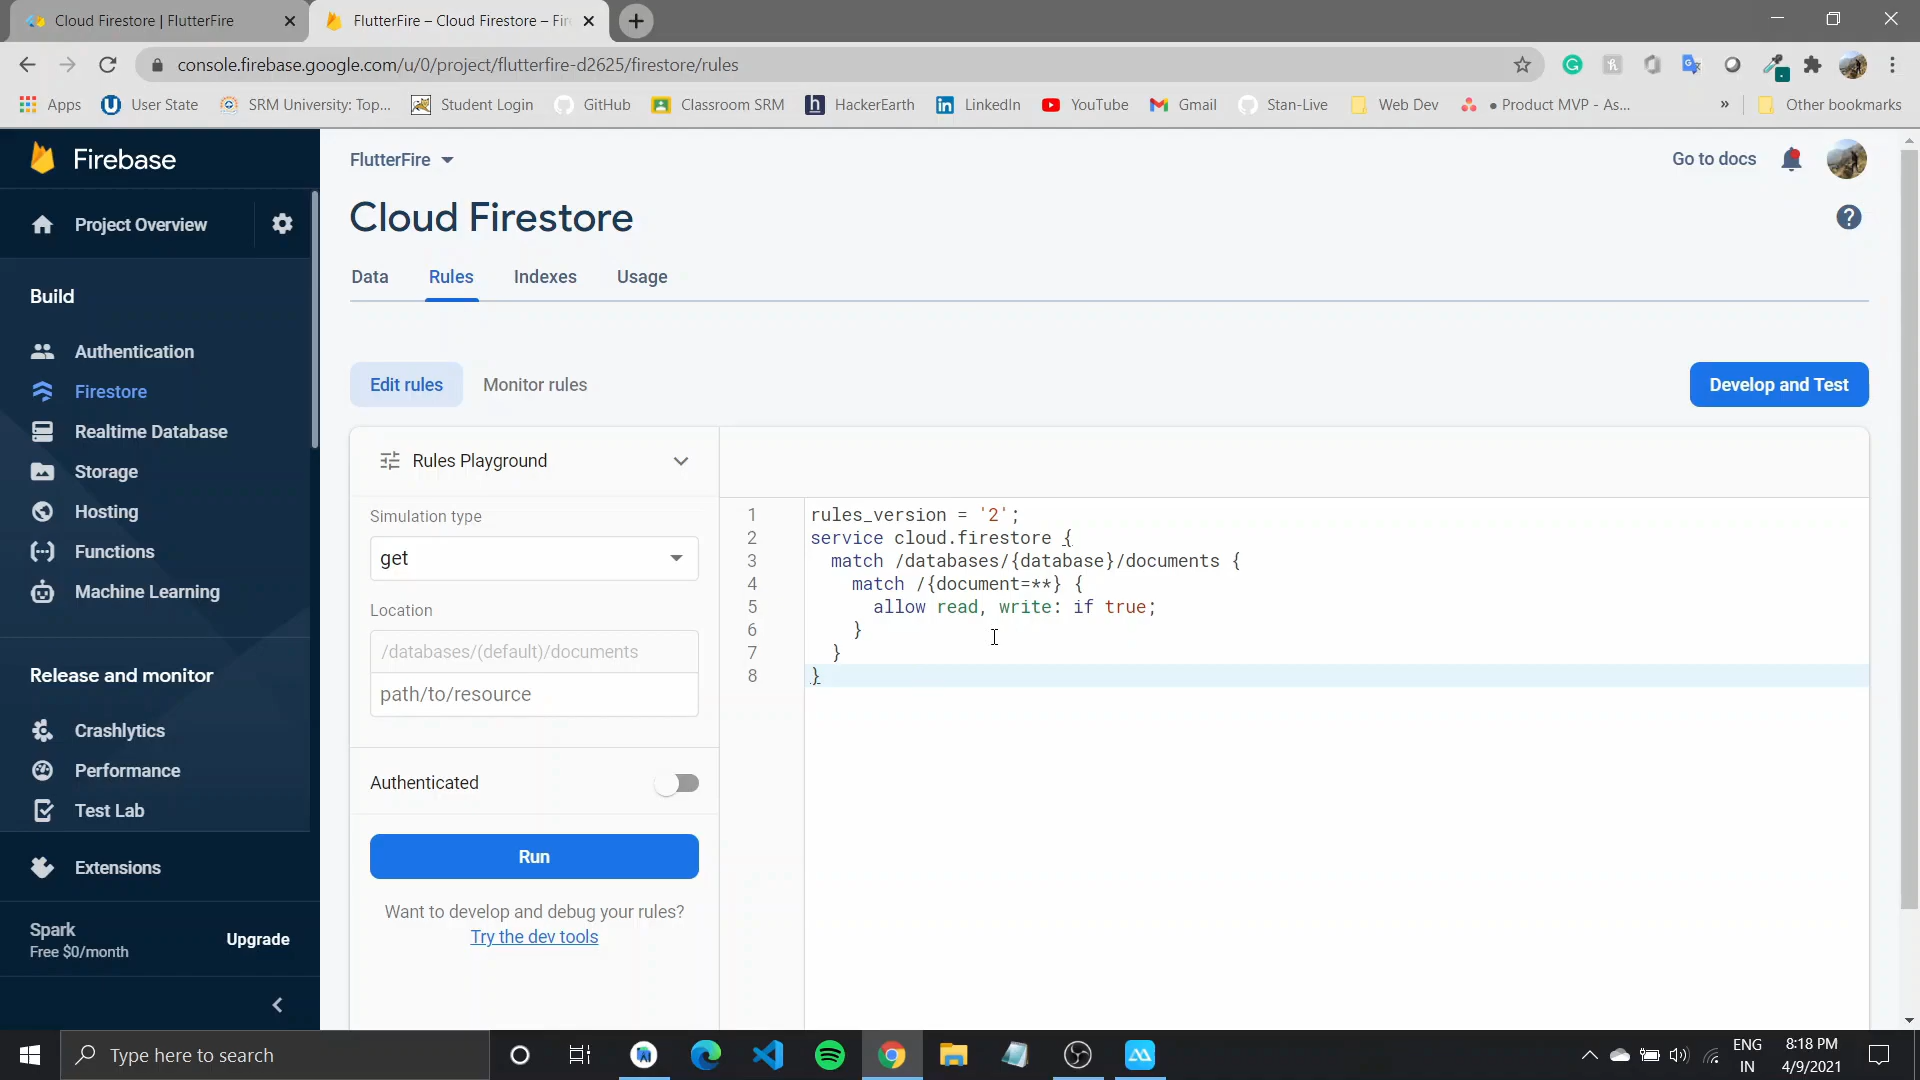 Cloud Firestore | FlutterFire
FlutterFire – Cloud Firestore – Fir
console.firebase.google.com/u/0/project/flutterfire-d2625/firestore/rules
Apps
User State
SRM University: Top...
Student Login
GitHub
Classroom SRM
HackerEarth
LinkedIn
YouTube
Gmail
Stan-Live
Web Dev
• Product MVP - As...
»
Other bookmarks
Firebase
FlutterFire
Go to docs
Project Overview
Cloud Firestore
Data
Rules
Indexes
Usage
Build
Authentication
Firestore
Realtime Database
Storage
Hosting
Functions
Machine Learning
Release and monitor
Crashlytics
Performance
Test Lab
Extensions
Spark
Free $0/month
Upgrade
Edit rules
Monitor rules
Develop and Test
Rules Playground
Simulation type
get
Location
/databases/(default)/documents
path/to/resource
Authenticated
Run
Want to develop and debug your rules?
Try the dev tools
1 rules_version = '2';
2 service cloud.firestore {
3 match /databases/{database}/documents {
4 match /{document=**} {
5 allow read, write: if true;
6 }
7 }
8 }
Type here to search
ENG
IN
8:18 PM
4/9/2021